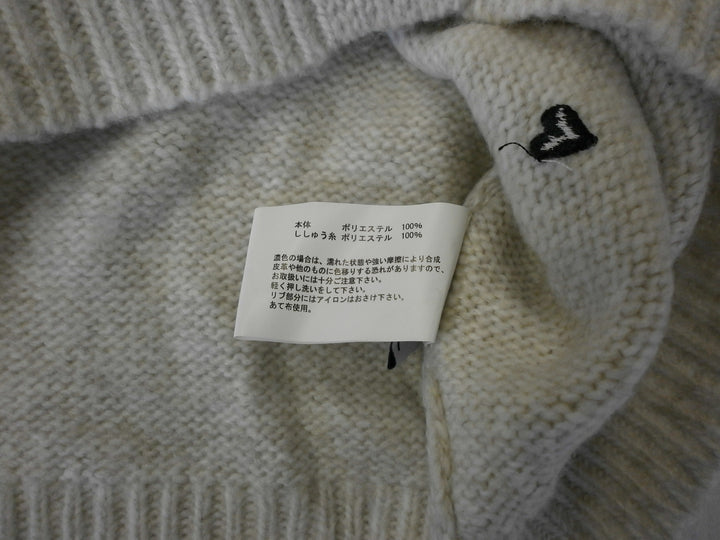 本体 ポリエステル 100%
ししゅう糸 ポリエステル 100%
濃色の場合は、濡れた状態や強い摩擦により合成
皮革や他のものに色移りする恐れがありますので、
お取扱いには十分ご注意下さい。
軽く押し洗いをして下さい。
リブ部分にはアイロンはおさけ下さい。
あて布使用。